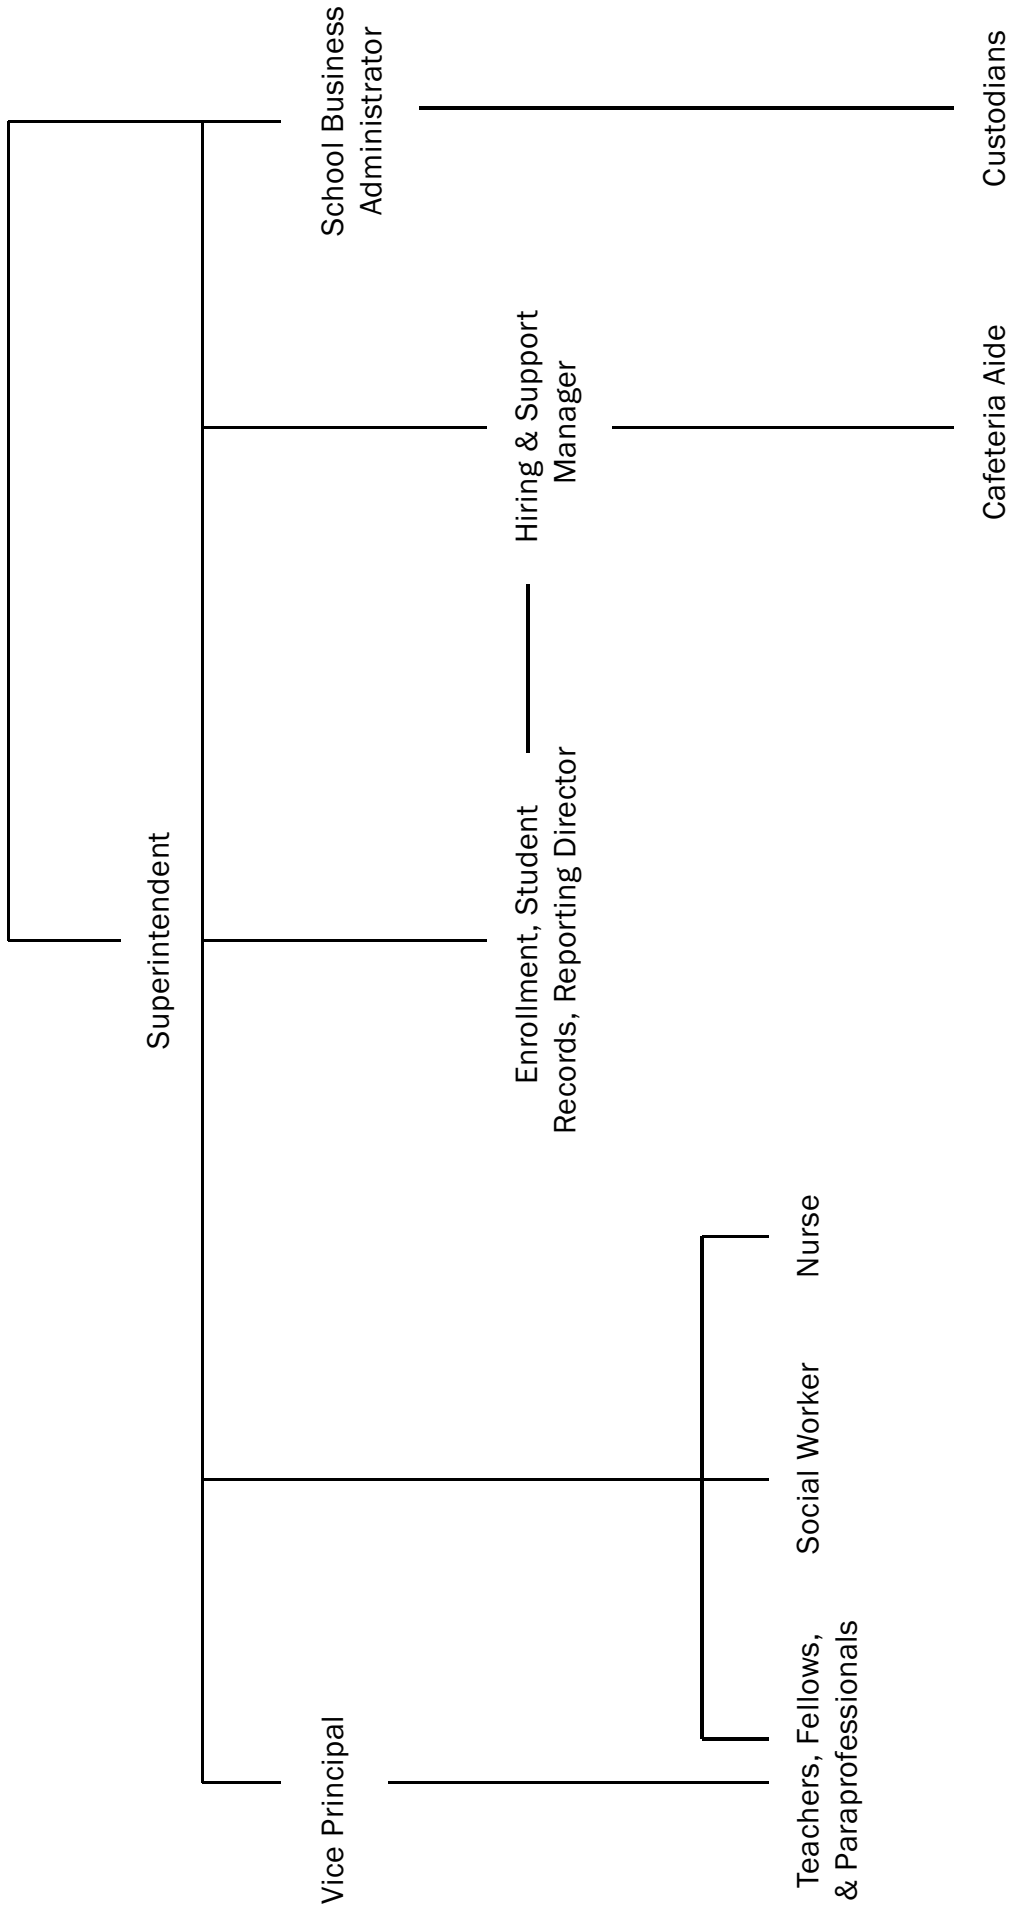 Superintendent
Vice Principal
School Business
Administrator
Enrollment, Student
Records, Reporting Director
Hiring & Support
Manager
Teachers, Fellows,
& Paraprofessionals
Social Worker
Nurse
Cafeteria Aide
Custodians